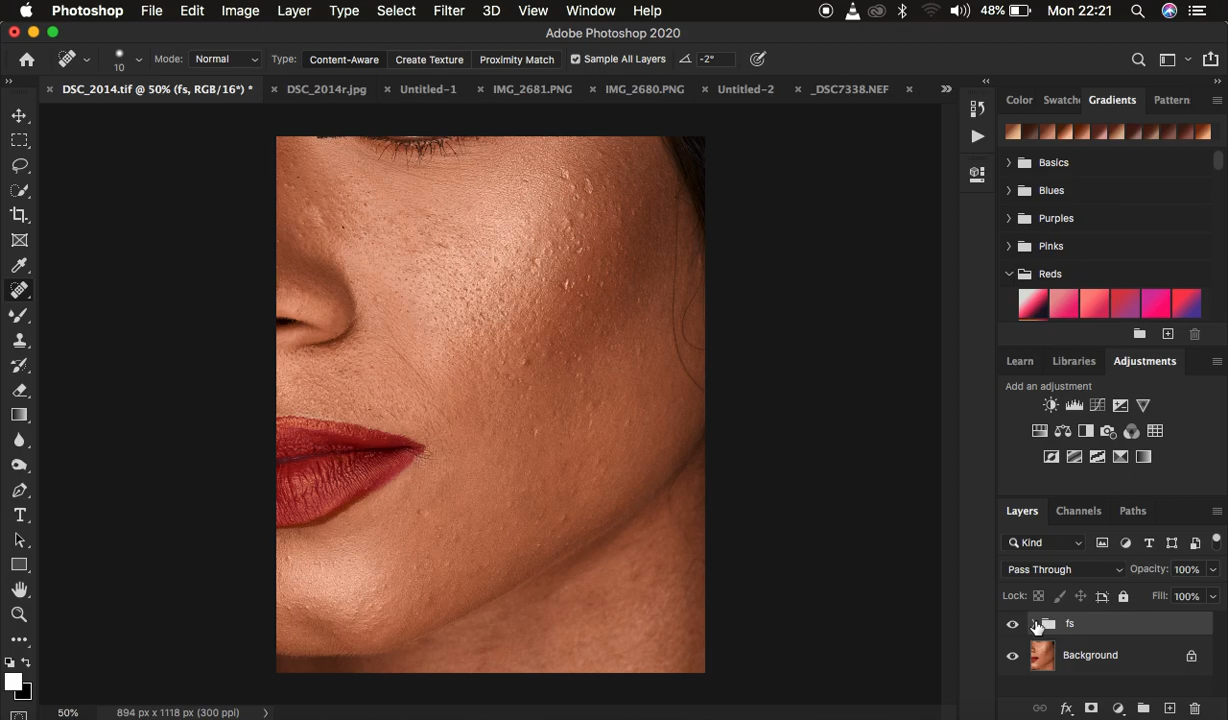 Photoshop File Edit Image Layer Type Select Filter 3D View Window Help 48% Mon 22:21
Adobe Photoshop 2020
10 Mode: Normal Type: Content-Aware Create Texture Proximity Match Sample All Layers -2°
DSC_2014.tif @ 50% (fs, RGB/16*) * DSC_2014r.jpg Untitled-1 IMG_2681.PNG IMG_2680.PNG Untitled-2 _DSC7338.NEF
Color Swatche Gradients Pattern
Basics
Blues
Purples
Pinks
Reds
Learn Libraries Adjustments
Add an adjustment
Layers Channels Paths
Kind
Pass Through Opacity: 100%
Lock: Fill: 100%
fs
Background
50% 894 px x 1118 px (300 ppi)